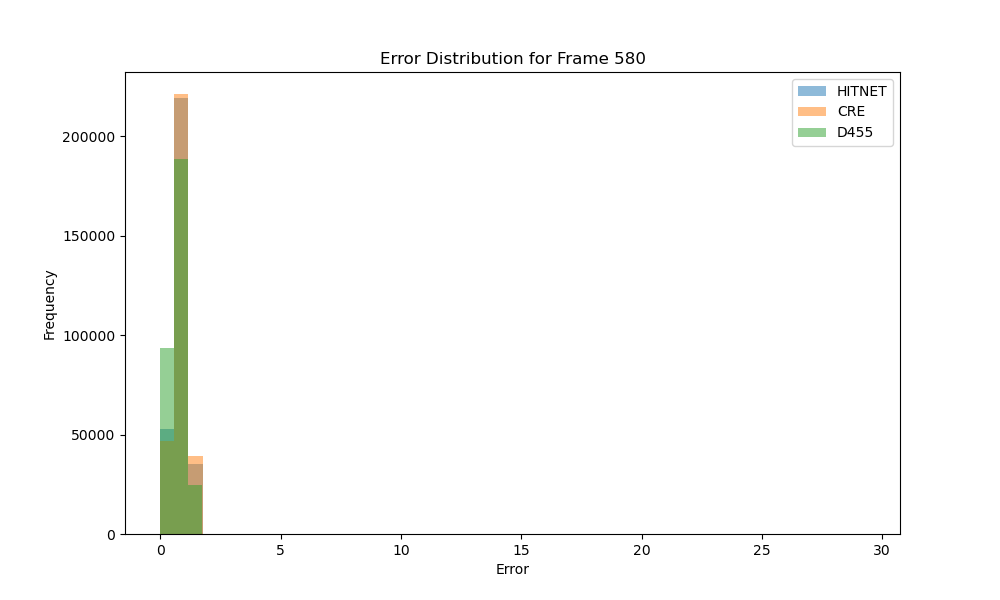 Error Distribution for Frame 580
HITNET
CRE
D455
200000
150000
100000
50000
0
Frequency
0 5 10 15 20 25 30
Error